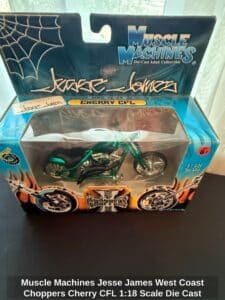 MUSCLE
MACHINES
Die Cast Adult Collectible
Jesse James
Jesse James
CHERRY CFL
1:18
SCALE
Muscle Machines Jesse James West Coast
Choppers Cherry CFL 1:18 Scale Die Cast